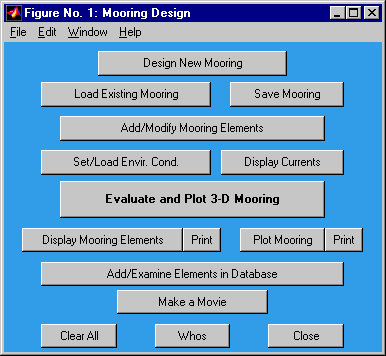 Figure No. 1: Mooring Design
File Edit Window Help
Design New Mooring
Load Existing Mooring Save Mooring
Add/Modify Mooring Elements
Set/Load Envir. Cond. Display Currents
Evaluate and Plot 3-D Mooring
Display Mooring Elements Print Plot Mooring Print
Add/Examine Elements in Database
Make a Movie
Clear All Whos Close